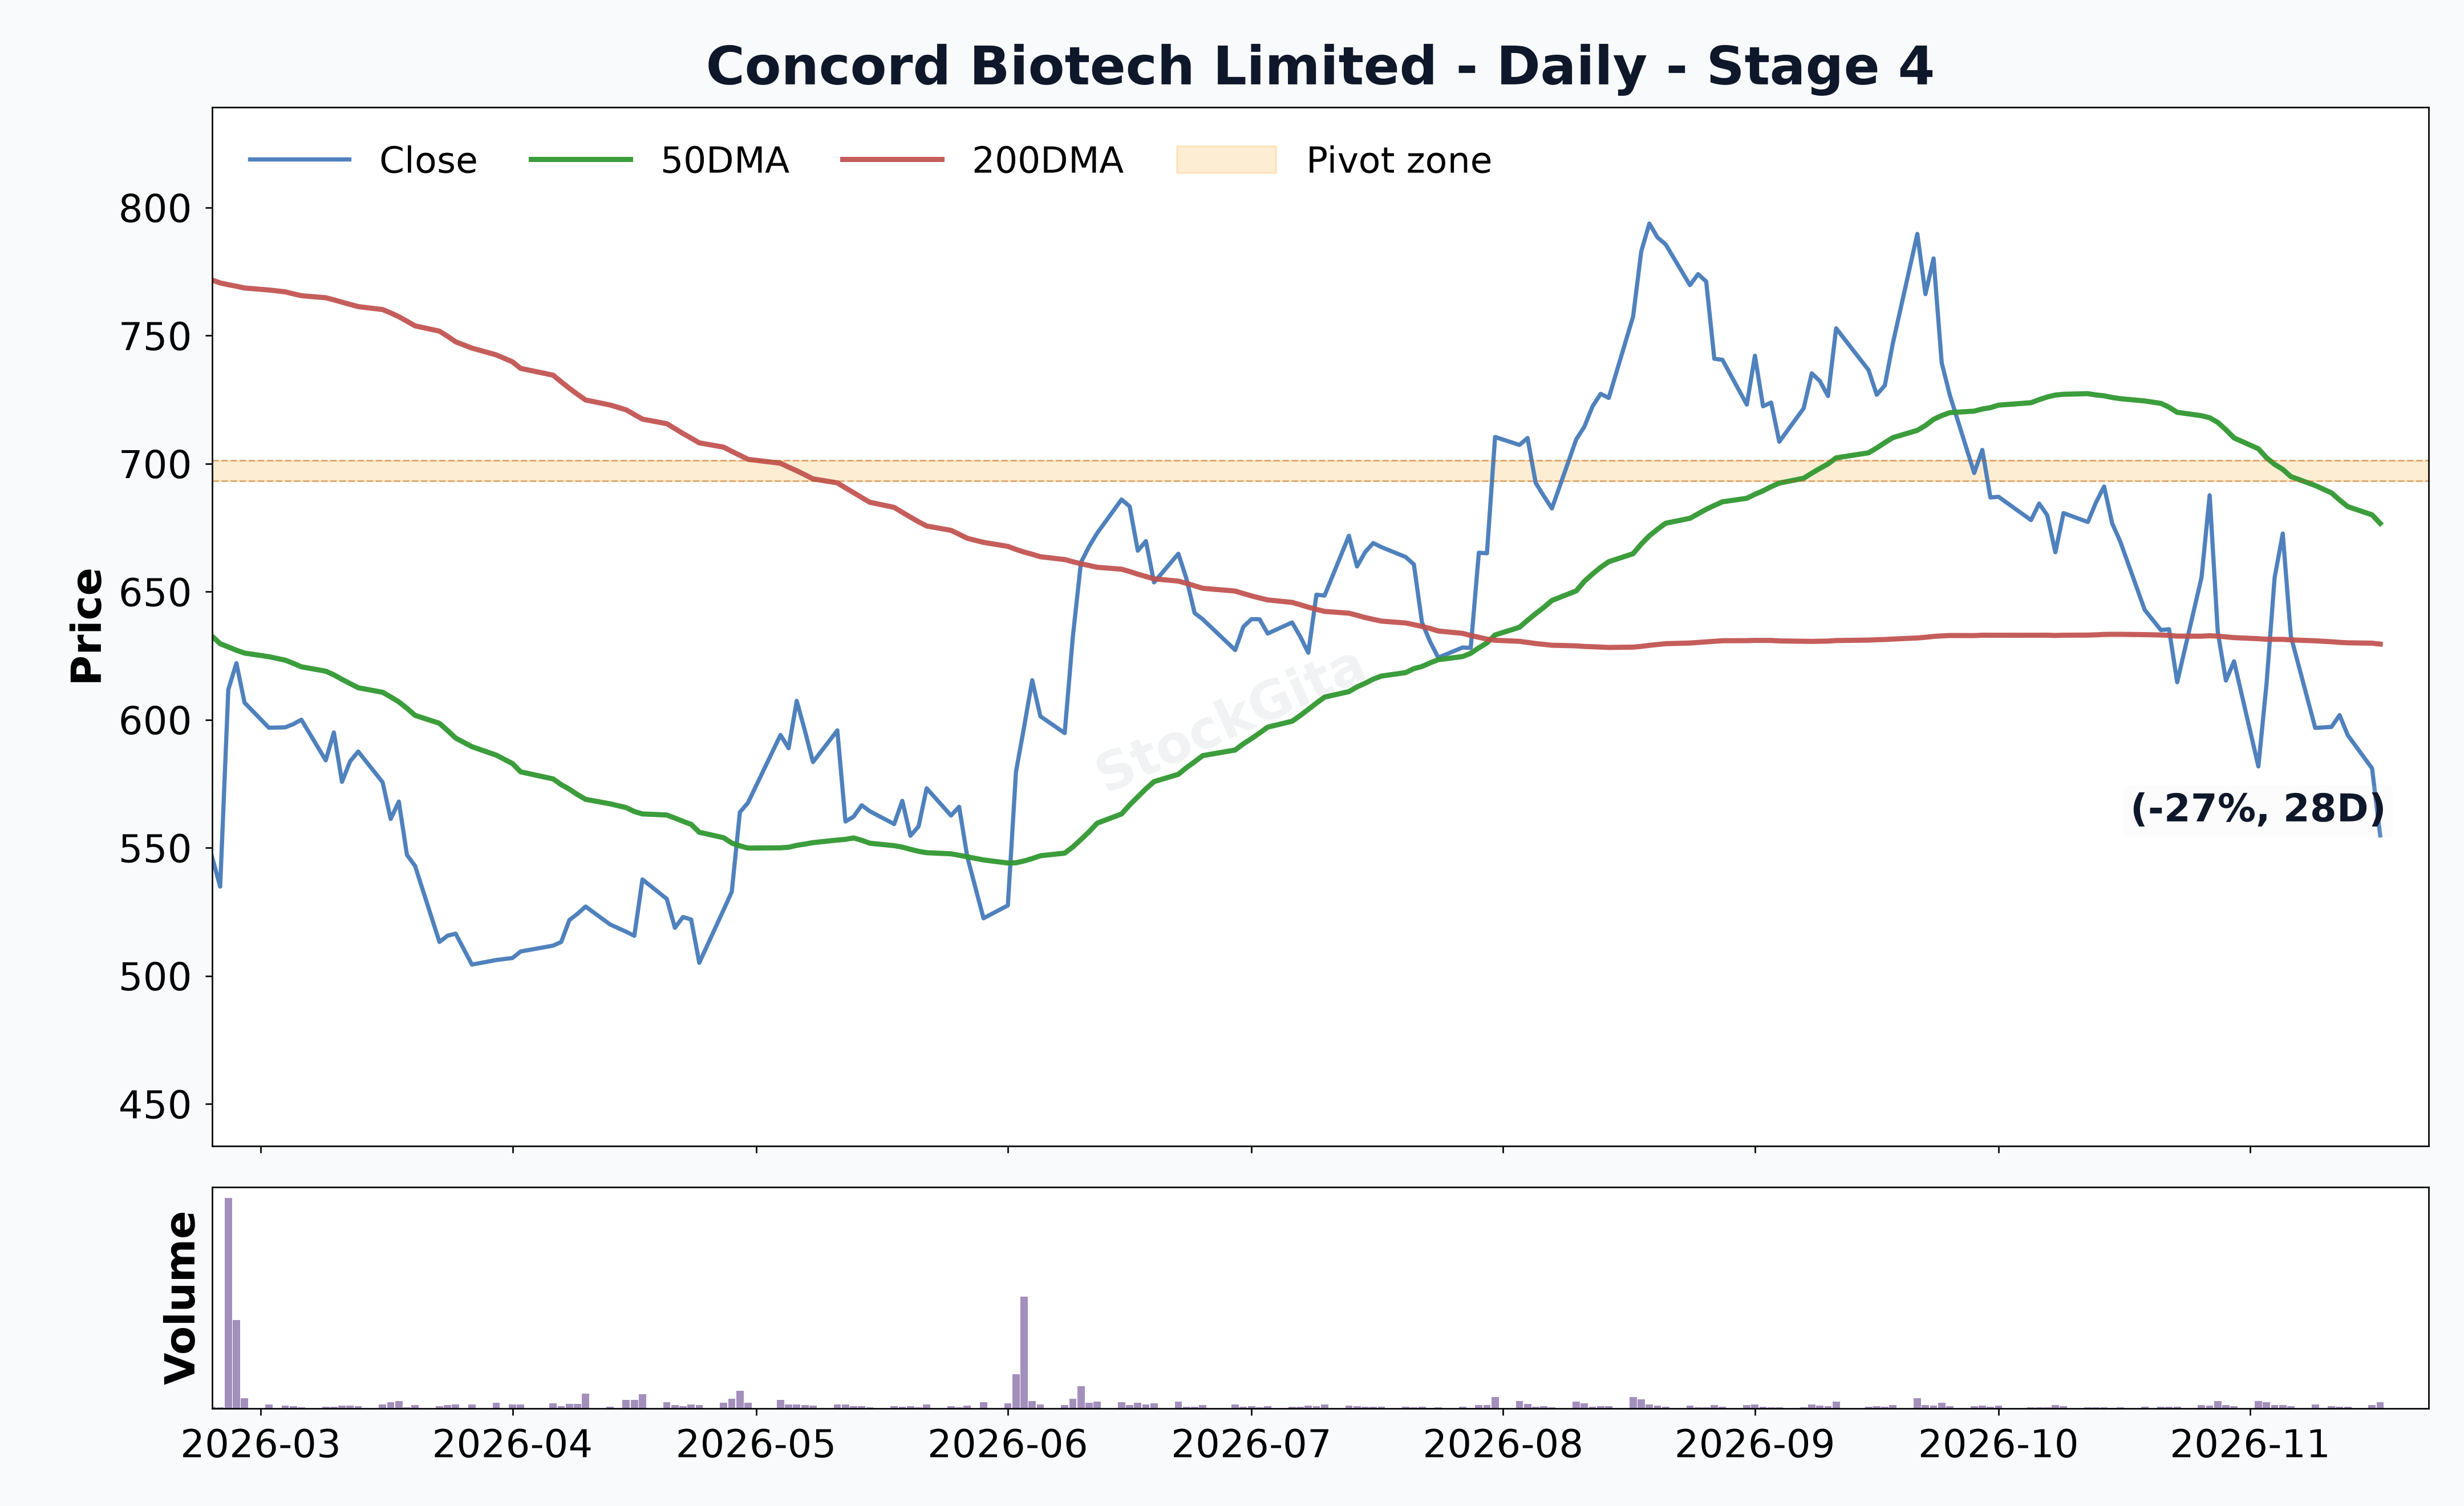 Concord Biotech Limited - Daily - Stage 4
Close 50DMA 200DMA Pivot zone
800
750
700
650
600
550
500
450
Price
StockGita
(-27%, 28D)
Volume
2026-03 2026-04 2026-05 2026-06 2026-07 2026-08 2026-09 2026-10 2026-11